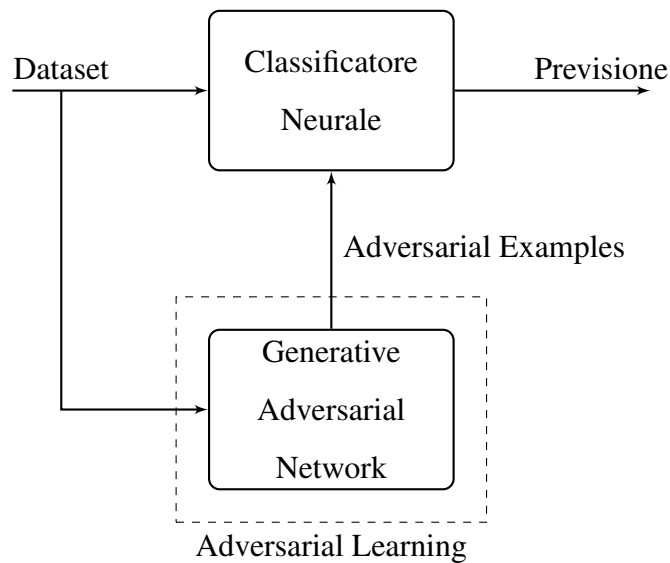 Dataset
Classificatore
Neurale
Previsione
Adversarial Examples
Generative
Adversarial
Network
Adversarial Learning